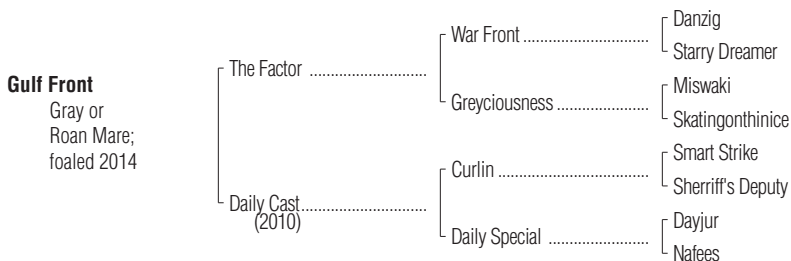 Gulf Front
Gray or
Roan Mare;
foaled 2014
The Factor ............................
Daily Cast..............................
(2010)
War Front ..............................
Greyciousness ......................
Curlin ....................................
Daily Special ........................
Danzig
Starry Dreamer
Miswaki
Skatingonthinice
Smart Strike
Sherriff's Deputy
Dayjur
Nafees